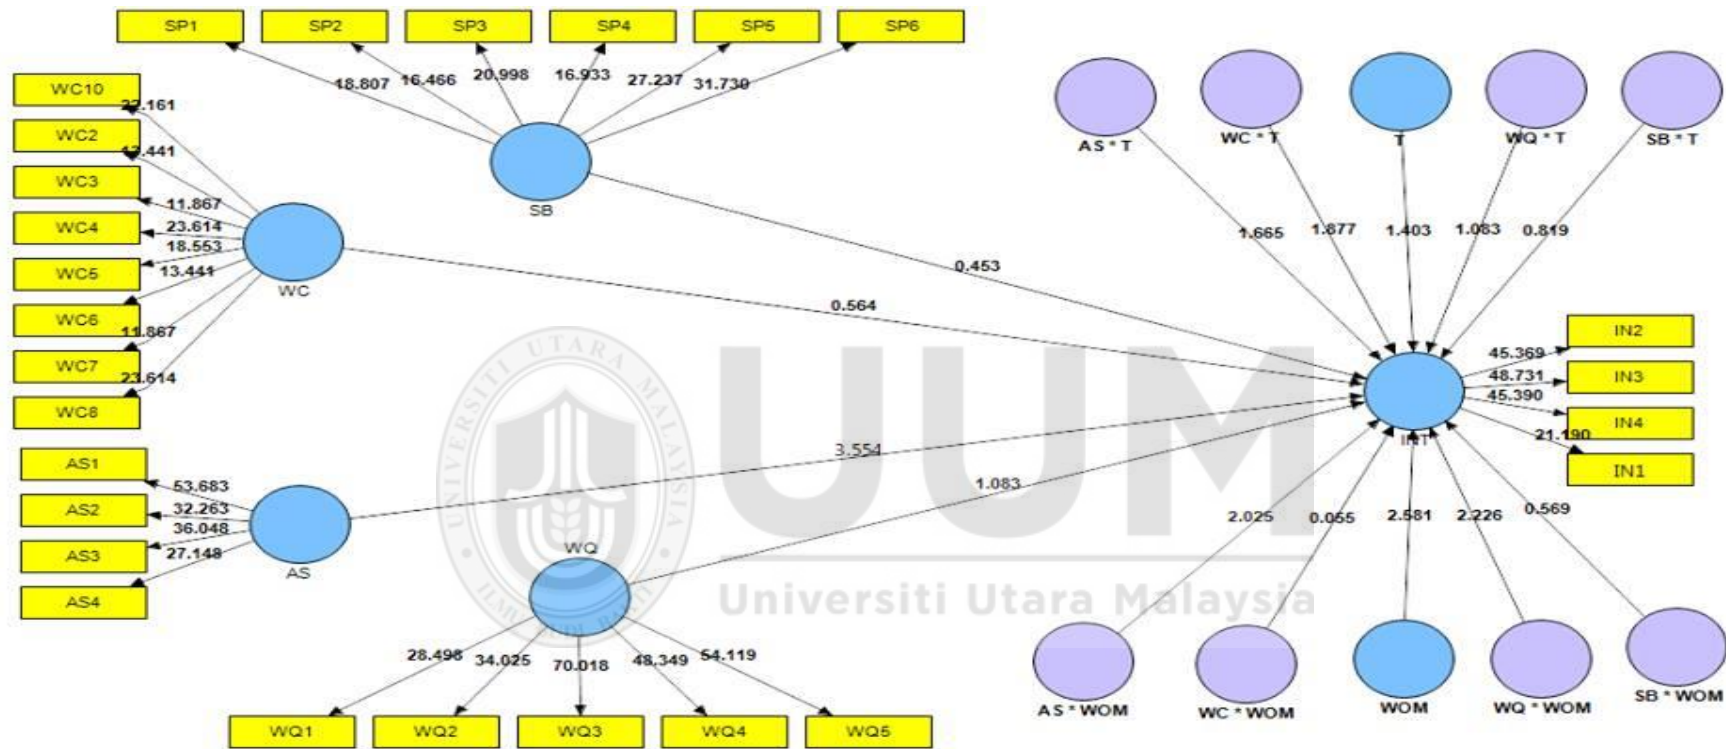 SP1 SP2 SP3 SP4 SP5 SP6
18.807 16.466 20.998 16.933 27.237 31.730
SB
WC10
WC2
WC3
WC4
WC5
WC6
WC7
WC8
22.161
13.441
11.867
23.614
18.553
13.441
11.867
23.614
WC
AS1
AS2
AS3
AS4
53.683
32.263
36.048
27.148
AS
WQ
28.498 34.025 70.018 48.349 54.119
WQ1 WQ2 WQ3 WQ4 WQ5
0.453
0.564
3.554
1.083
AS * T WC * T T WQ * T SB * T
1.665 1.877 1.403 1.083 0.819
INT
45.369
48.731
45.390
21.190
IN2
IN3
IN4
IN1
2.025 0.055 2.581 2.226 0.569
AS * WOM WC * WOM WOM WQ * WOM SB * WOM
UNIVERSITI UTARA MALAYSIA
UUM
Universiti Utara Malaysia